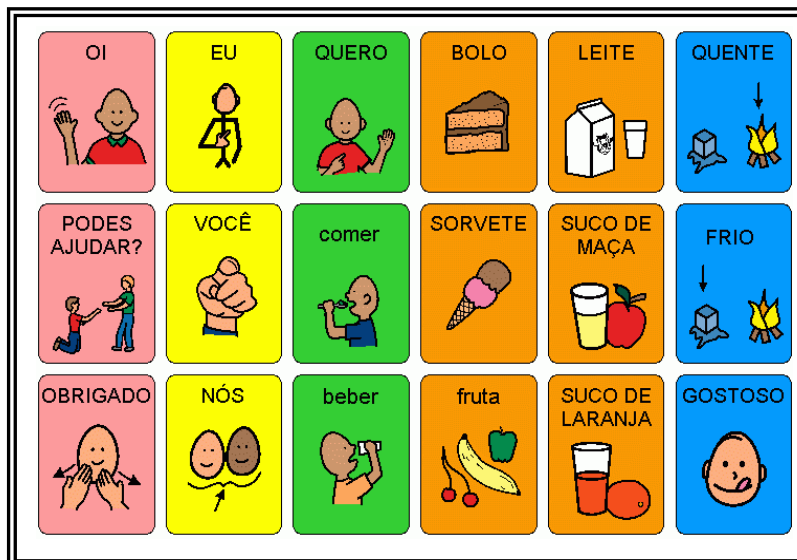 OI
EU
QUERO
BOLO
LEITE
QUENTE
PODES
AJUDAR?
VOCÊ
comer
SORVETE
SUCO DE
MAÇA
FRIO
OBRIGADO
NÓS
beber
fruta
SUCO DE
LARANJA
GOSTOSO